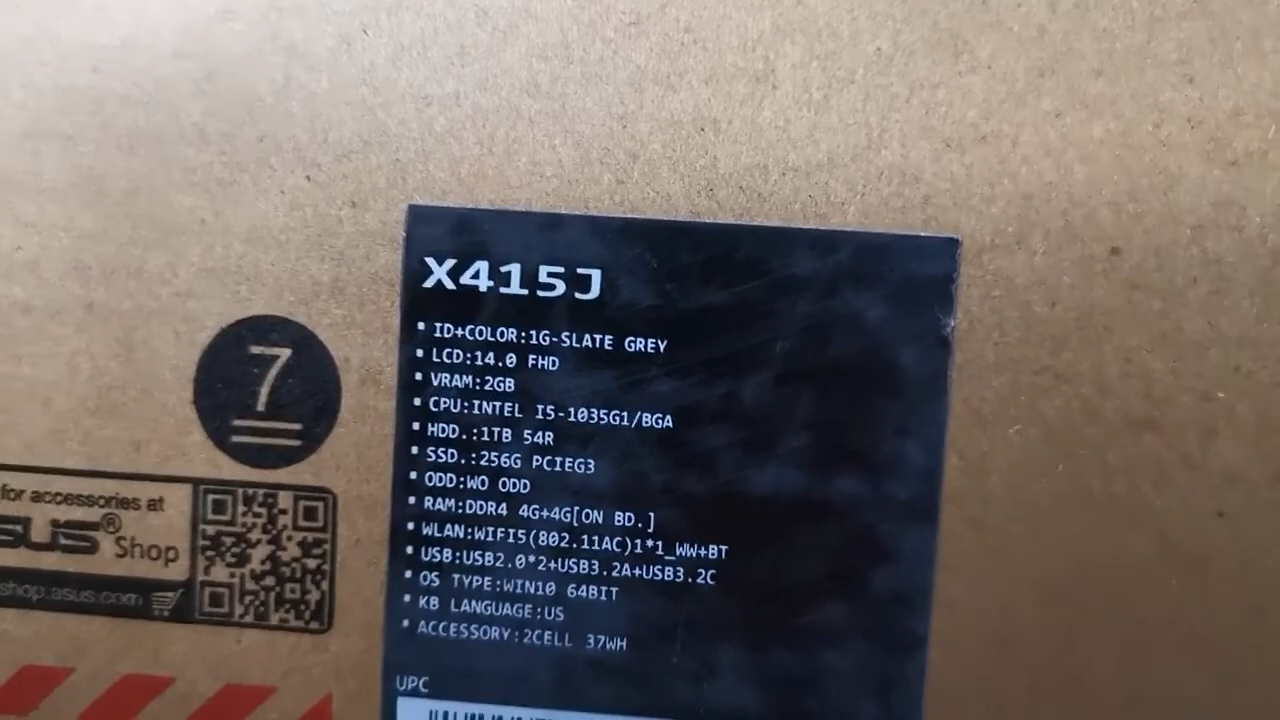 X415J
ID+COLOR:1G-SLATE GREY
LCD:14.0 FHD
VRAM:2GB
CPU:INTEL I5-1035G1/BGA
HDD.:1TB 54R
SSD.:256G PCIEG3
ODD:WO ODD
RAM:DDR4 4G+4G[ON BD.]
WLAN:WIFI5(802.11AC)1*1_WW+BT
USB:USB2.0*2+USB3.2A+USB3.2C
OS TYPE:WIN10 64BIT
KB LANGUAGE:US
ACCESSORY:2CELL 37WH
UPC
7
for accessories at
SUS® Shop
shop.asus.com